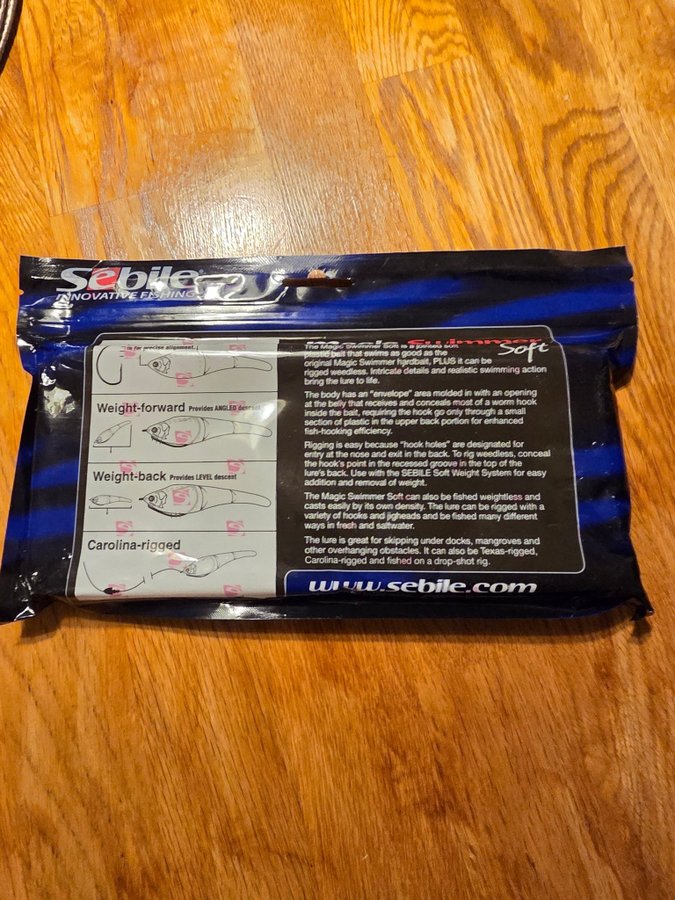 Sebile
INNOVATIVE FISHING
for precise alignment.
Weight-forward Provides ANGLED descent
Weight-back Provides LEVEL descent
Carolina-rigged
Magic Swimmer
Soft
The Magic Swimmer Soft is a jointed soft
plastic bait that swims as good as the
original Magic Swimmer hardbait, PLUS it can be
rigged weedless. Intricate details and realistic swimming action
bring the lure to life.
The body has an "envelope" area molded in with an opening
at the belly that receives and conceals most of a worm hook
inside the bait, requiring the hook go only through a small
section of plastic in the upper back portion for enhanced
fish-hooking efficiency.
Rigging is easy because "hook holes" are designated for
entry at the nose and exit in the back. To rig weedless, conceal
the hook's point in the recessed groove in the top of the
lure's back. Use with the SEBILE Soft Weight System for easy
addition and removal of weight.
The Magic Swimmer Soft can also be fished weightless and
casts easily by its own density. The lure can be rigged with a
variety of hooks and jigheads and be fished many different
ways in fresh and saltwater.
The lure is great for skipping under docks, mangroves and
other overhanging obstacles. It can also be Texas-rigged,
Carolina-rigged and fished on a drop-shot rig.
www.sebile.com